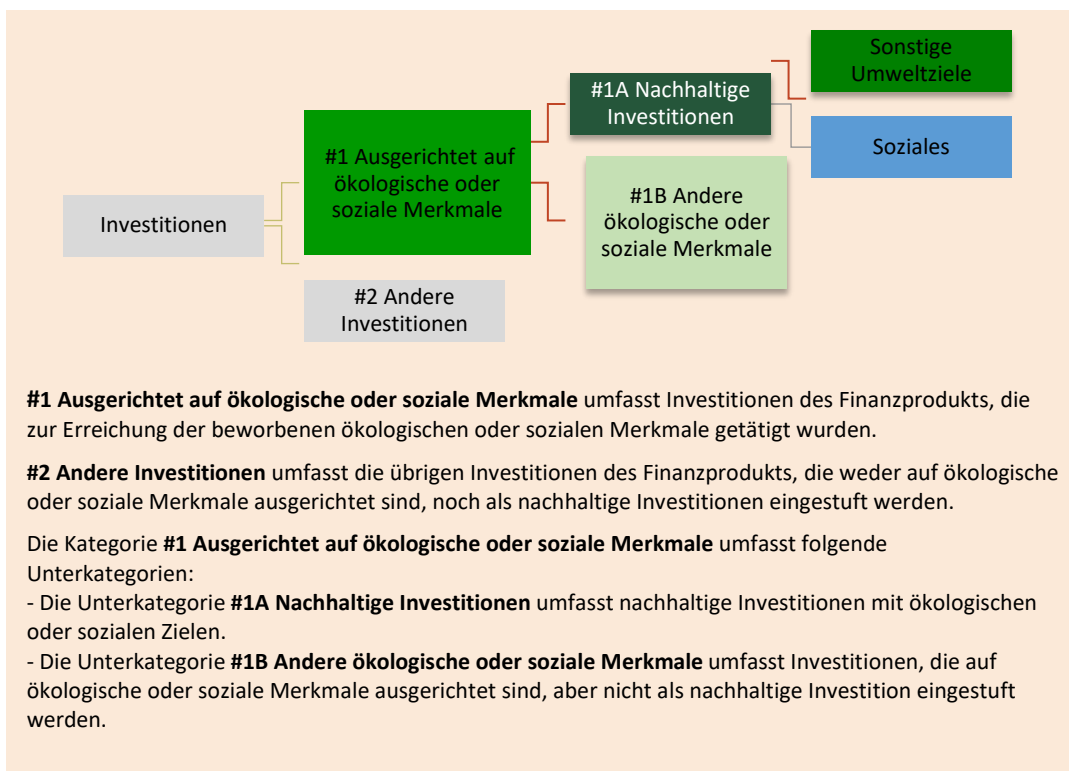 Sonstige
Umweltziele
#1A Nachhaltige
Investitionen
Soziales
#1 Ausgerichtet auf
ökologische oder
soziale Merkmale
#1B Andere
ökologische oder
soziale Merkmale
Investitionen
#2 Andere
Investitionen
#1 Ausgerichtet auf ökologische oder soziale Merkmale umfasst Investitionen des Finanzprodukts, die
zur Erreichung der beworbenen ökologischen oder sozialen Merkmale getätigt wurden.
#2 Andere Investitionen umfasst die übrigen Investitionen des Finanzprodukts, die weder auf ökologische
oder soziale Merkmale ausgerichtet sind, noch als nachhaltige Investitionen eingestuft werden.
Die Kategorie #1 Ausgerichtet auf ökologische oder soziale Merkmale umfasst folgende
Unterkategorien:
- Die Unterkategorie #1A Nachhaltige Investitionen umfasst nachhaltige Investitionen mit ökologischen
oder sozialen Zielen.
- Die Unterkategorie #1B Andere ökologische oder soziale Merkmale umfasst Investitionen, die auf
ökologische oder soziale Merkmale ausgerichtet sind, aber nicht als nachhaltige Investition eingestuft
werden.